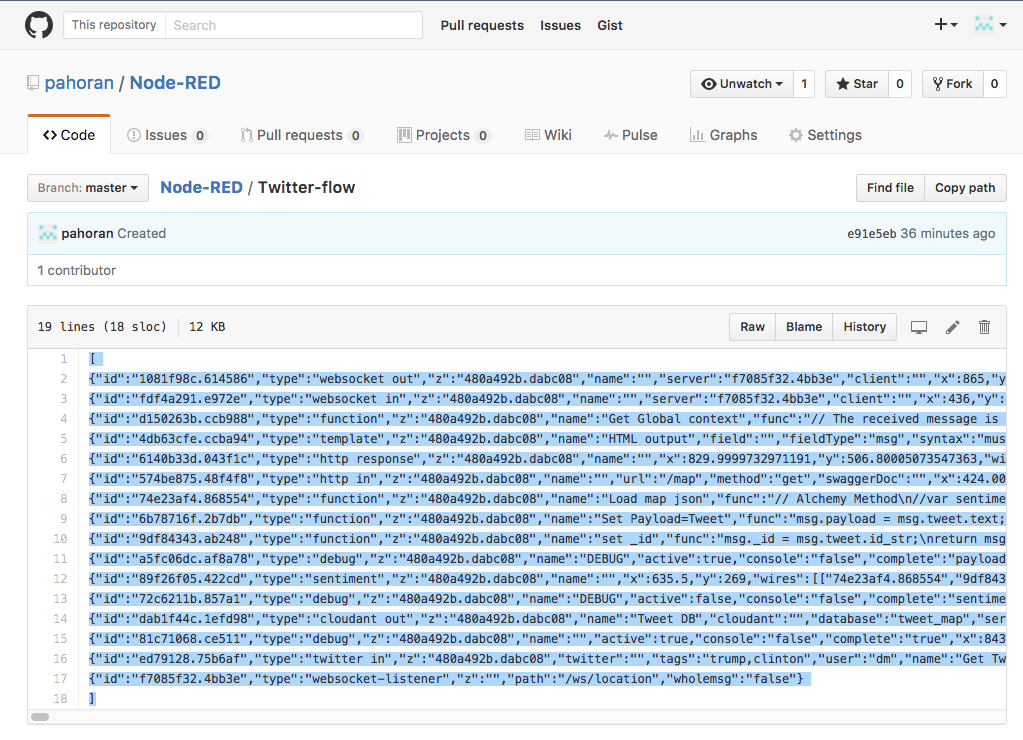 This repository Search Pull requests Issues Gist
pahoran / Node-RED Unwatch 1 Star 0 Fork 0
Code Issues 0 Pull requests 0 Projects 0 Wiki Pulse Graphs Settings
Branch: master Node-RED / Twitter-flow Find file Copy path
pahoran Created e91e5eb 36 minutes ago
1 contributor
19 lines (18 sloc) 12 KB Raw Blame History
1 [
2 {"id":"1081f98c.614586","type":"websocket out","z":"480a492b.dabc08","name":"","server":"f7085f32.4bb3e","client":"","x":865,"y
3 {"id":"fdf4a291.e972e","type":"websocket in","z":"480a492b.dabc08","name":"","server":"f7085f32.4bb3e","client":"","x":436,"y":
4 {"id":"d150263b.ccb988","type":"function","z":"480a492b.dabc08","name":"Get Global context","func":"// The received message is
5 {"id":"4db63cfe.ccba94","type":"template","z":"480a492b.dabc08","name":"HTML output","field":"","fieldType":"msg","syntax":"mus
6 {"id":"6140b33d.043f1c","type":"http response","z":"480a492b.dabc08","name":"","x":829.9999732971191,"y":506.80005073547363,"wi
7 {"id":"574be875.48f4f8","type":"http in","z":"480a492b.dabc08","name":"","url":"/map","method":"get","swaggerDoc":"","x":424.00
8 {"id":"74e23af4.868554","type":"function","z":"480a492b.dabc08","name":"Load map json","func":"// Alchemy Method\n//var sentime
9 {"id":"6b78716f.2b7db","type":"function","z":"480a492b.dabc08","name":"Set Payload=Tweet","func":"msg.payload = msg.tweet.text;
10 {"id":"9df84343.ab248","type":"function","z":"480a492b.dabc08","name":"set _id","func":"msg._id = msg.tweet.id_str;\nreturn msg
11 {"id":"a5fc06dc.af8a78","type":"debug","z":"480a492b.dabc08","name":"DEBUG","active":true,"console":"false","complete":"payload
12 {"id":"89f26f05.422cd","type":"sentiment","z":"480a492b.dabc08","name":"","x":635.5,"y":269,"wires":[["74e23af4.868554","9df843
13 {"id":"72c6211b.857a1","type":"debug","z":"480a492b.dabc08","name":"DEBUG","active":false,"console":"false","complete":"sentime
14 {"id":"dab1f44c.1efd98","type":"cloudant out","z":"480a492b.dabc08","name":"Tweet DB","cloudant":"","database":"tweet_map","ser
15 {"id":"81c71068.ce511","type":"debug","z":"480a492b.dabc08","name":"","active":true,"console":"false","complete":"true","x":843
16 {"id":"ed79128.75b6af","type":"twitter in","z":"480a492b.dabc08","twitter":"","tags":"trump,clinton","user":"dm","name":"Get Tw
17 {"id":"f7085f32.4bb3e","type":"websocket-listener","z":"","path":"/ws/location","wholemsg":"false"}
18 ]